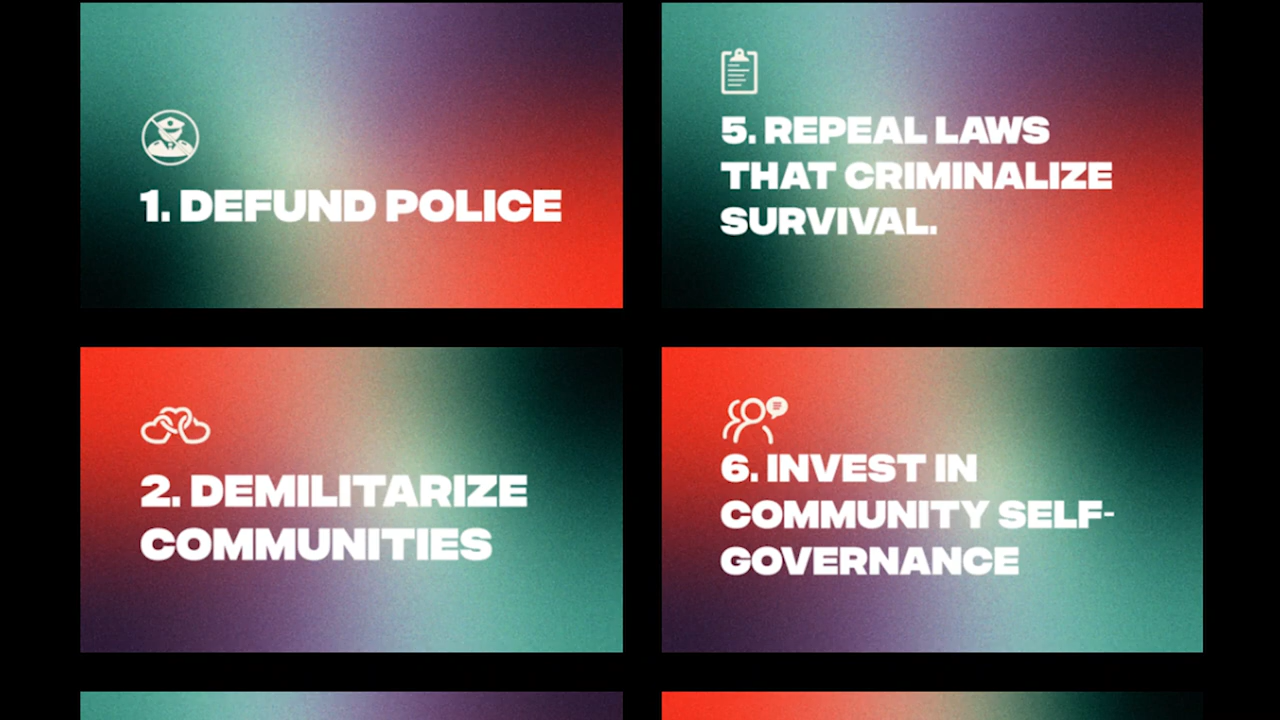 1. DEFUND POLICE
5. REPEAL LAWS
THAT CRIMINALIZE
SURVIVAL.
2. DEMILITARIZE
COMMUNITIES
6. INVEST IN
COMMUNITY SELF-
GOVERNANCE